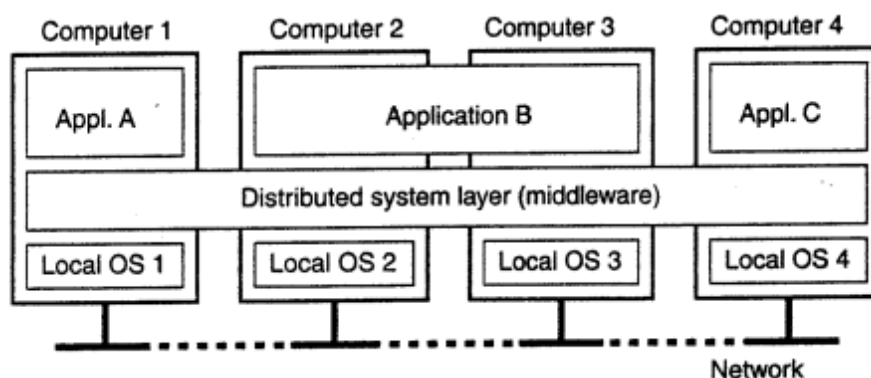 Computer 1
Computer 2
Computer 3
Computer 4
Appl. A
Application B
Appl. C
Distributed system layer (middleware)
Local OS 1
Local OS 2
Local OS 3
Local OS 4
Network